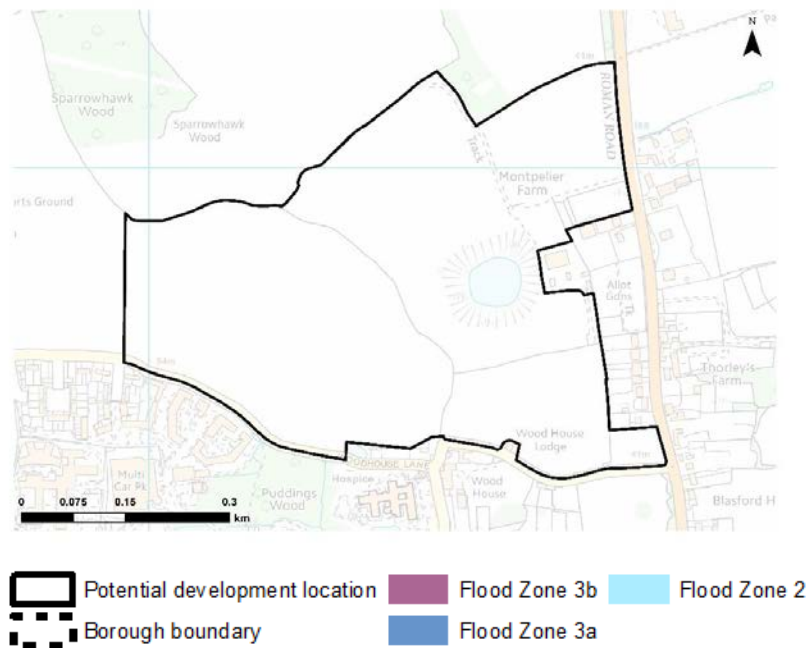 N
Sparrowhawk
Wood
Sparrowhawk
Wood
ROMAN ROAD
Track
Montpelier
Farm
rts Ground
Allot
Gdns
Thorley's
Farm
Wood House
Lodge
Multi
Car Pk
Puddings
Wood
Hospice
Wood
House
Blasford H
0 0.075 0.15 0.3
km
Potential development location
Flood Zone 3b
Flood Zone 2
Borough boundary
Flood Zone 3a